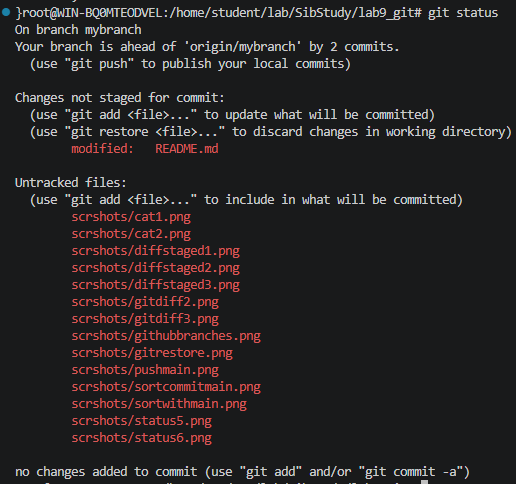 }root@WIN-BQ0MTEODVEL:/home/student/lab/SibStudy/lab9_git# git status
On branch mybranch
Your branch is ahead of 'origin/mybranch' by 2 commits.
  (use "git push" to publish your local commits)

Changes not staged for commit:
  (use "git add <file>..." to update what will be committed)
  (use "git restore <file>..." to discard changes in working directory)
        modified:   README.md

Untracked files:
  (use "git add <file>..." to include in what will be committed)
        scrshots/cat1.png
        scrshots/cat2.png
        scrshots/diffstaged1.png
        scrshots/diffstaged2.png
        scrshots/diffstaged3.png
        scrshots/gitdiff2.png
        scrshots/gitdiff3.png
        scrshots/githubbranches.png
        scrshots/gitrestore.png
        scrshots/pushmain.png
        scrshots/sortcommitmain.png
        scrshots/sortwithmain.png
        scrshots/status5.png
        scrshots/status6.png

no changes added to commit (use "git add" and/or "git commit -a")